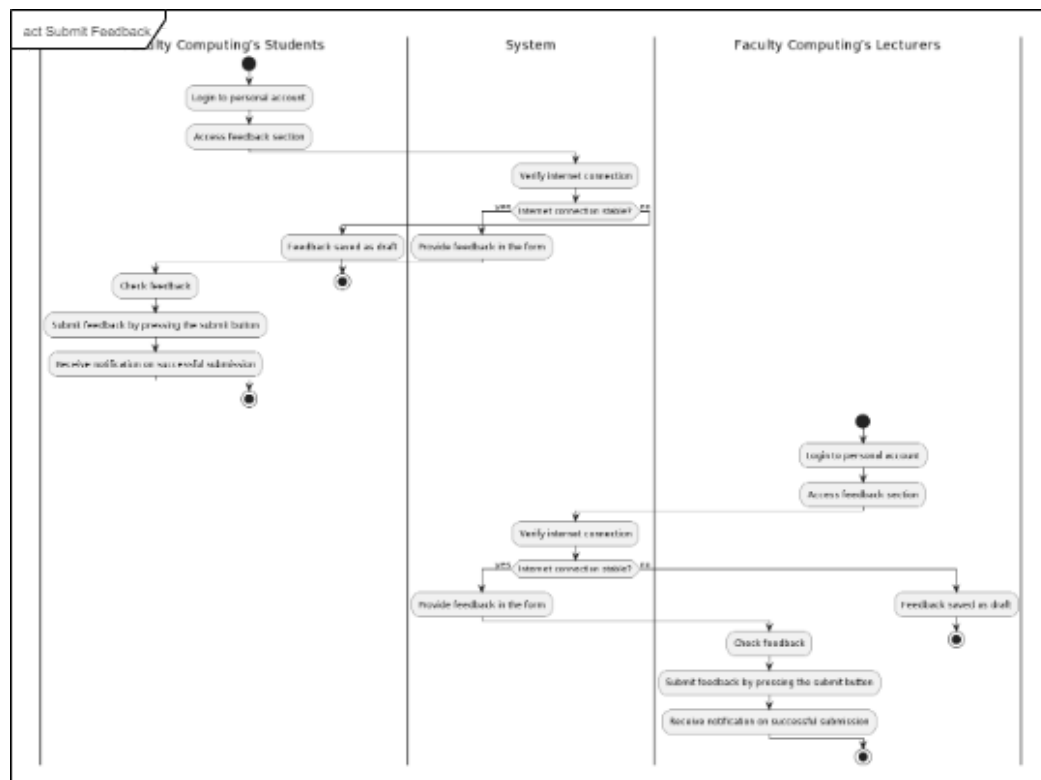 act Submit Feedback
ulty Computing's Students
System
Faculty Computing's Lecturers
Login to personal account
Access feedback section
Verify internet connection
yes
Internet connection stable?
no
Feedback saved as draft
Provide feedback in the form
Check feedback
Submit feedback by pressing the submit button
Receive notification on successful submission
Login to personal account
Access feedback section
Verify internet connection
yes
Internet connection stable?
no
Provide feedback in the form
Feedback saved as draft
Check feedback
Submit feedback by pressing the submit button
Receive notification on successful submission